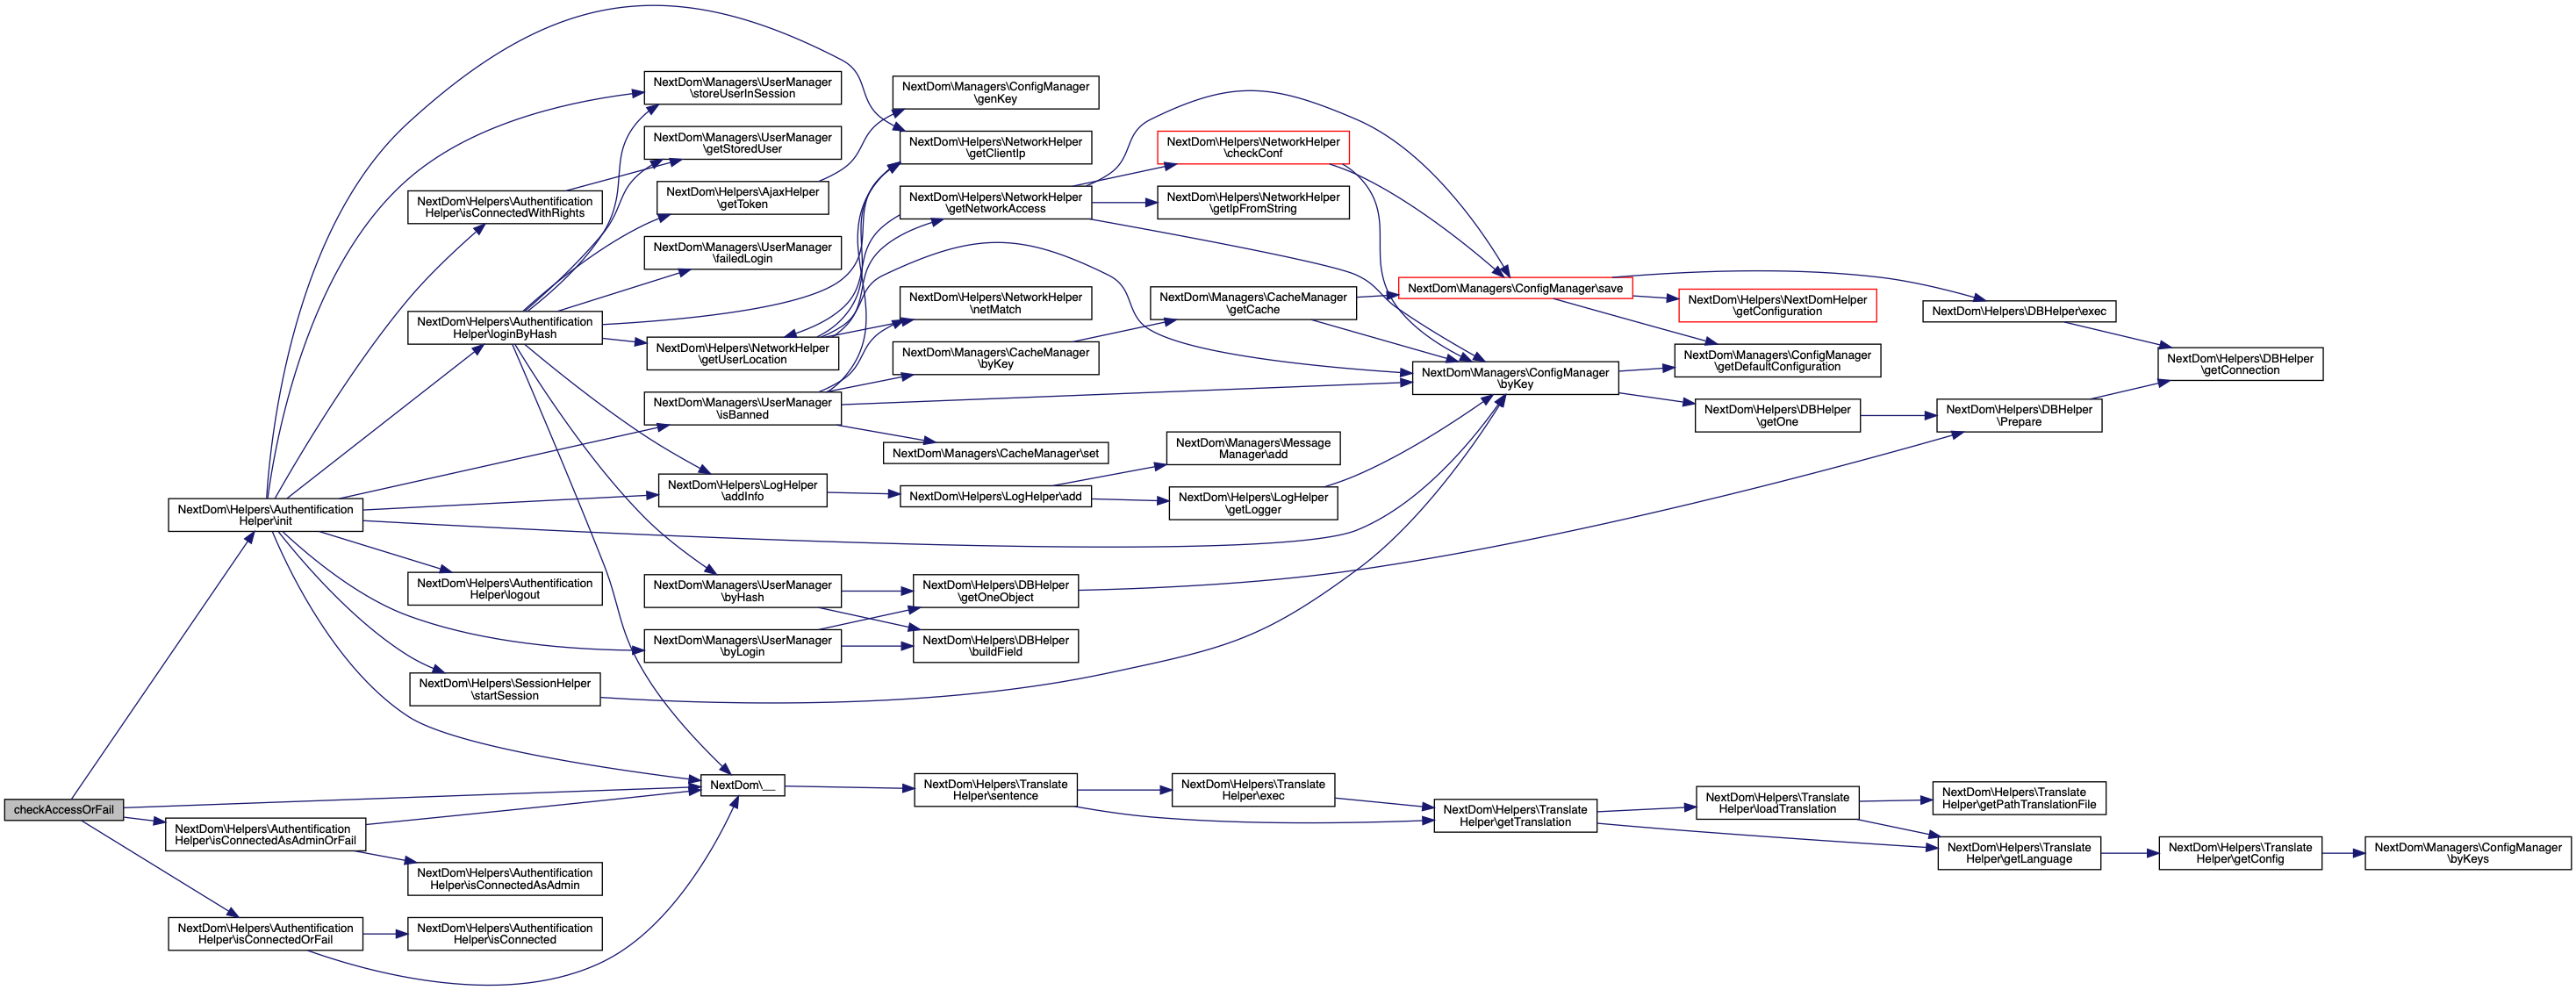 checkAccessOrFail
NextDom\Helpers\Authentification
Helper\init
NextDom\Helpers\Authentification
Helper\isConnectedAsAdminOrFail
NextDom\Helpers\Authentification
Helper\isConnectedOrFail
NextDom\Helpers\Authentification
Helper\isConnectedWithRights
NextDom\Helpers\Authentification
Helper\loginByHash
NextDom\Helpers\Authentification
Helper\logout
NextDom\Helpers\SessionHelper
\startSession
NextDom\Helpers\Authentification
Helper\isConnectedAsAdmin
NextDom\Helpers\Authentification
Helper\isConnected
NextDom\Managers\UserManager
\storeUserInSession
NextDom\Managers\UserManager
\getStoredUser
NextDom\Helpers\AjaxHelper
\getToken
NextDom\Managers\UserManager
\failedLogin
NextDom\Helpers\NetworkHelper
\getUserLocation
NextDom\Managers\UserManager
\isBanned
NextDom\Helpers\LogHelper
\addInfo
NextDom\Managers\UserManager
\byHash
NextDom\Managers\UserManager
\byLogin
NextDom\__
NextDom\Managers\ConfigManager
\genKey
NextDom\Helpers\NetworkHelper
\getClientIp
NextDom\Helpers\NetworkHelper
\getNetworkAccess
NextDom\Helpers\NetworkHelper
\netMatch
NextDom\Managers\CacheManager
\byKey
NextDom\Managers\CacheManager\set
NextDom\Helpers\LogHelper\add
NextDom\Helpers\DBHelper
\getOneObject
NextDom\Helpers\DBHelper
\buildField
NextDom\Helpers\Translate
Helper\sentence
NextDom\Helpers\NetworkHelper
\checkConf
NextDom\Helpers\NetworkHelper
\getIpFromString
NextDom\Managers\CacheManager
\getCache
NextDom\Managers\Message
Manager\add
NextDom\Helpers\LogHelper
\getLogger
NextDom\Helpers\Translate
Helper\exec
NextDom\Managers\ConfigManager\save
NextDom\Managers\ConfigManager
\byKey
NextDom\Helpers\Translate
Helper\getTranslation
NextDom\Helpers\NextDomHelper
\getConfiguration
NextDom\Managers\ConfigManager
\getDefaultConfiguration
NextDom\Helpers\DBHelper
\getOne
NextDom\Helpers\Translate
Helper\loadTranslation
NextDom\Helpers\DBHelper\exec
NextDom\Helpers\DBHelper
\Prepare
NextDom\Helpers\Translate
Helper\getPathTranslationFile
NextDom\Helpers\Translate
Helper\getLanguage
NextDom\Helpers\DBHelper
\getConnection
NextDom\Helpers\Translate
Helper\getConfig
NextDom\Managers\ConfigManager
\byKeys